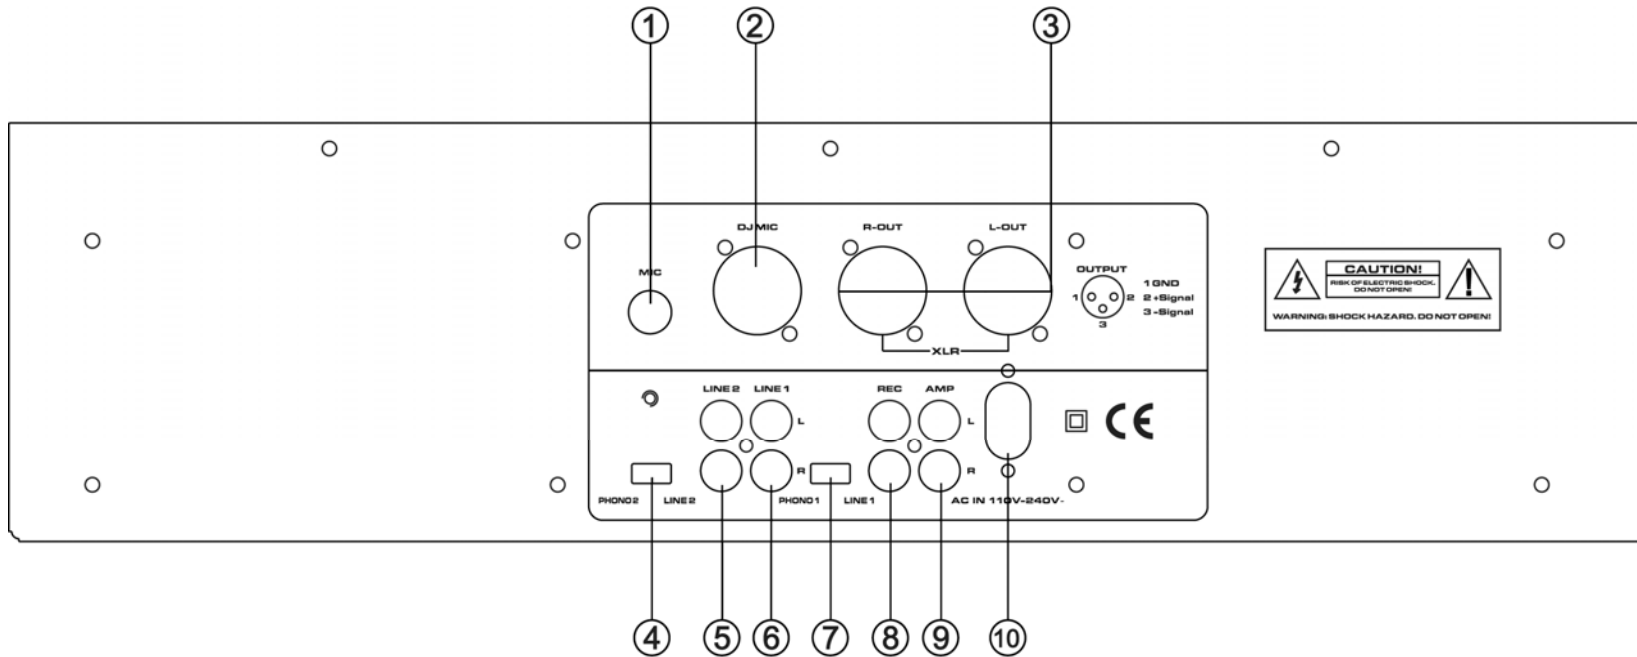 1 2 3
DJ MIC R-OUT L-OUT
MIC
OUTPUT
1 2
3
1 GND
2 +Signal
3 -Signal
XLR
CAUTION!
RISK OF ELECTRIC SHOCK.
DO NOT OPEN!
WARNING: SHOCK HAZARD. DO NOT OPEN!
LINE 2 LINE 1 REC AMP
L L
CE
R R
PHONO 2 LINE 2 PHONO 1 LINE 1 AC IN 110V~240V~
4 5 6 7 8 9 10